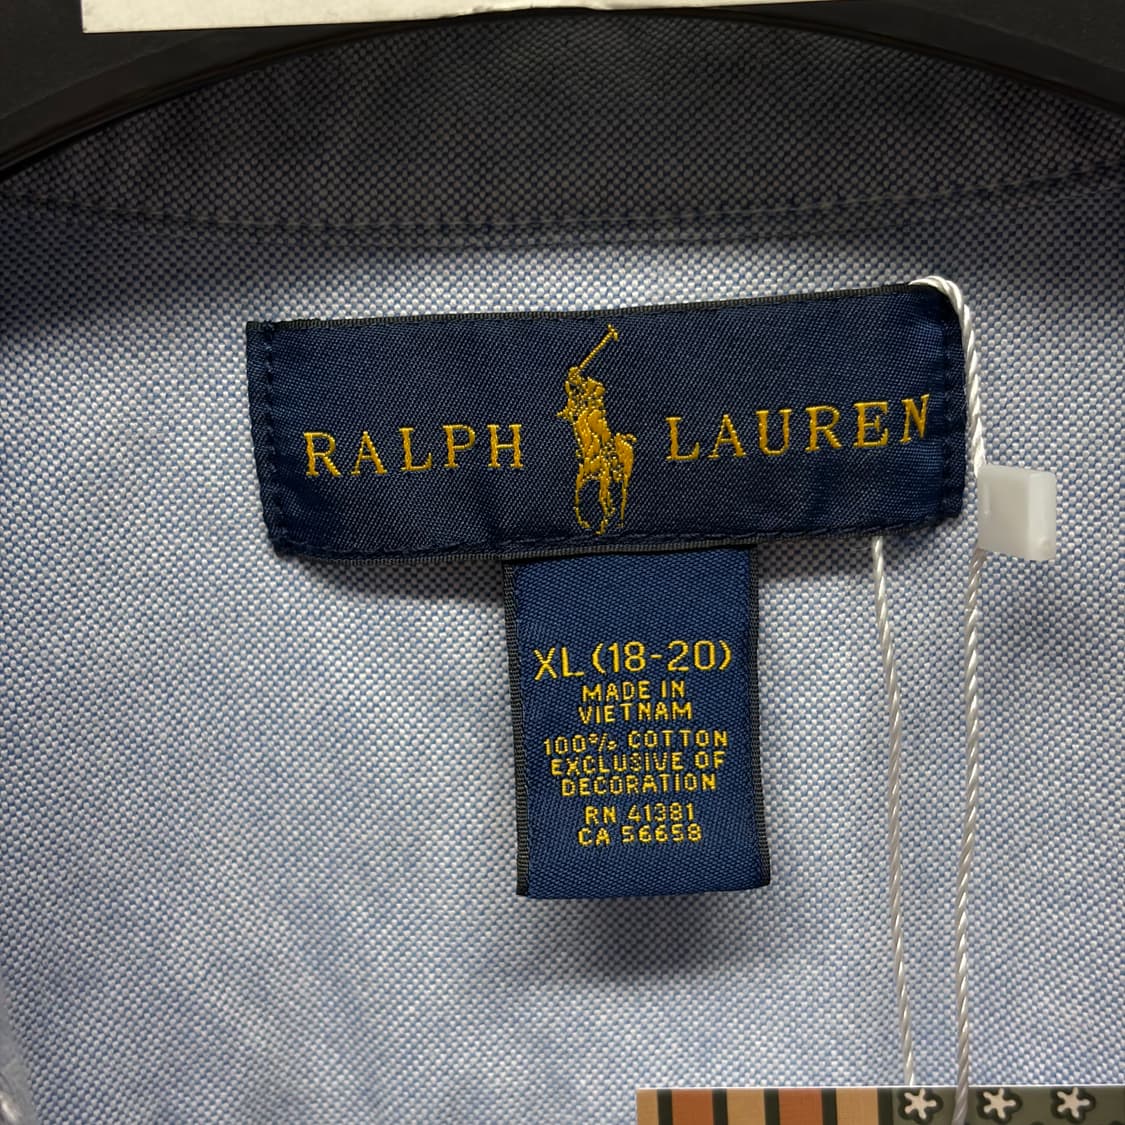 RALPH LAUREN
XL (18-20)
MADE IN
VIETNAM
100% COTTON
EXCLUSIVE OF
DECORATION
RN 41381
CA 56658